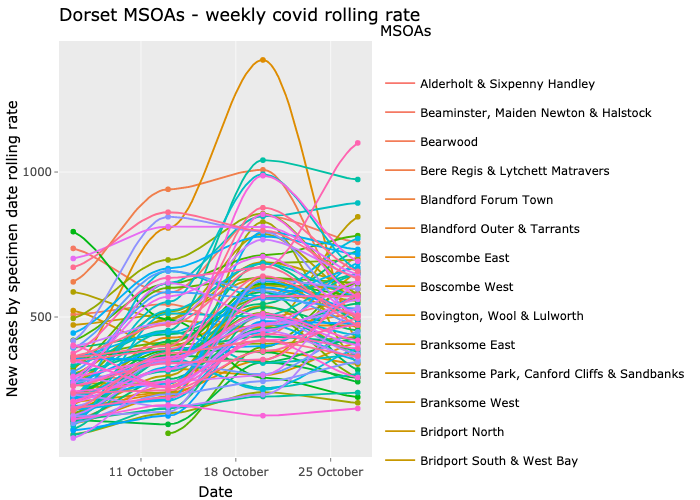 Dorset MSOAs - weekly covid rolling rate
MSOAs
Alderholt & Sixpenny Handley
Beaminster, Maiden Newton & Halstock
Bearwood
Bere Regis & Lytchett Matravers
Blandford Forum Town
Blandford Outer & Tarrants
Boscombe East
Boscombe West
Bovington, Wool & Lulworth
Branksome East
Branksome Park, Canford Cliffs & Sandbanks
Branksome West
Bridport North
Bridport South & West Bay
New cases by specimen date rolling rate
1000
500
11 October
18 October
25 October
Date